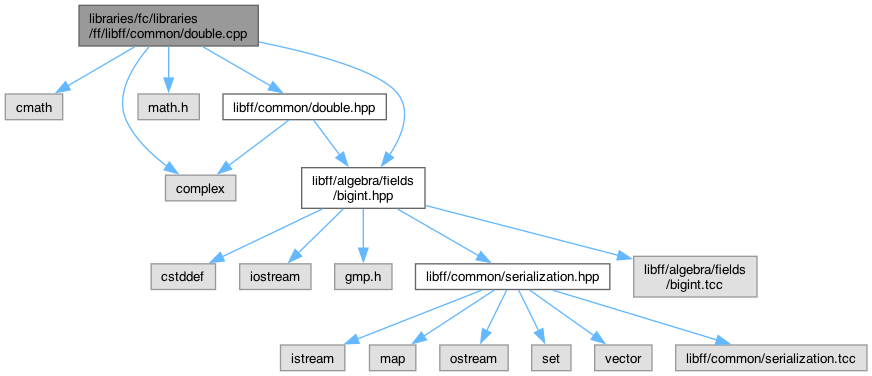 libraries/fc/libraries
/ff/libff/common/double.cpp
cmath
math.h
libff/common/double.hpp
complex
libff/algebra/fields
/bigint.hpp
cstddef
iostream
gmp.h
libff/common/serialization.hpp
libff/algebra/fields
/bigint.tcc
istream
map
ostream
set
vector
libff/common/serialization.tcc